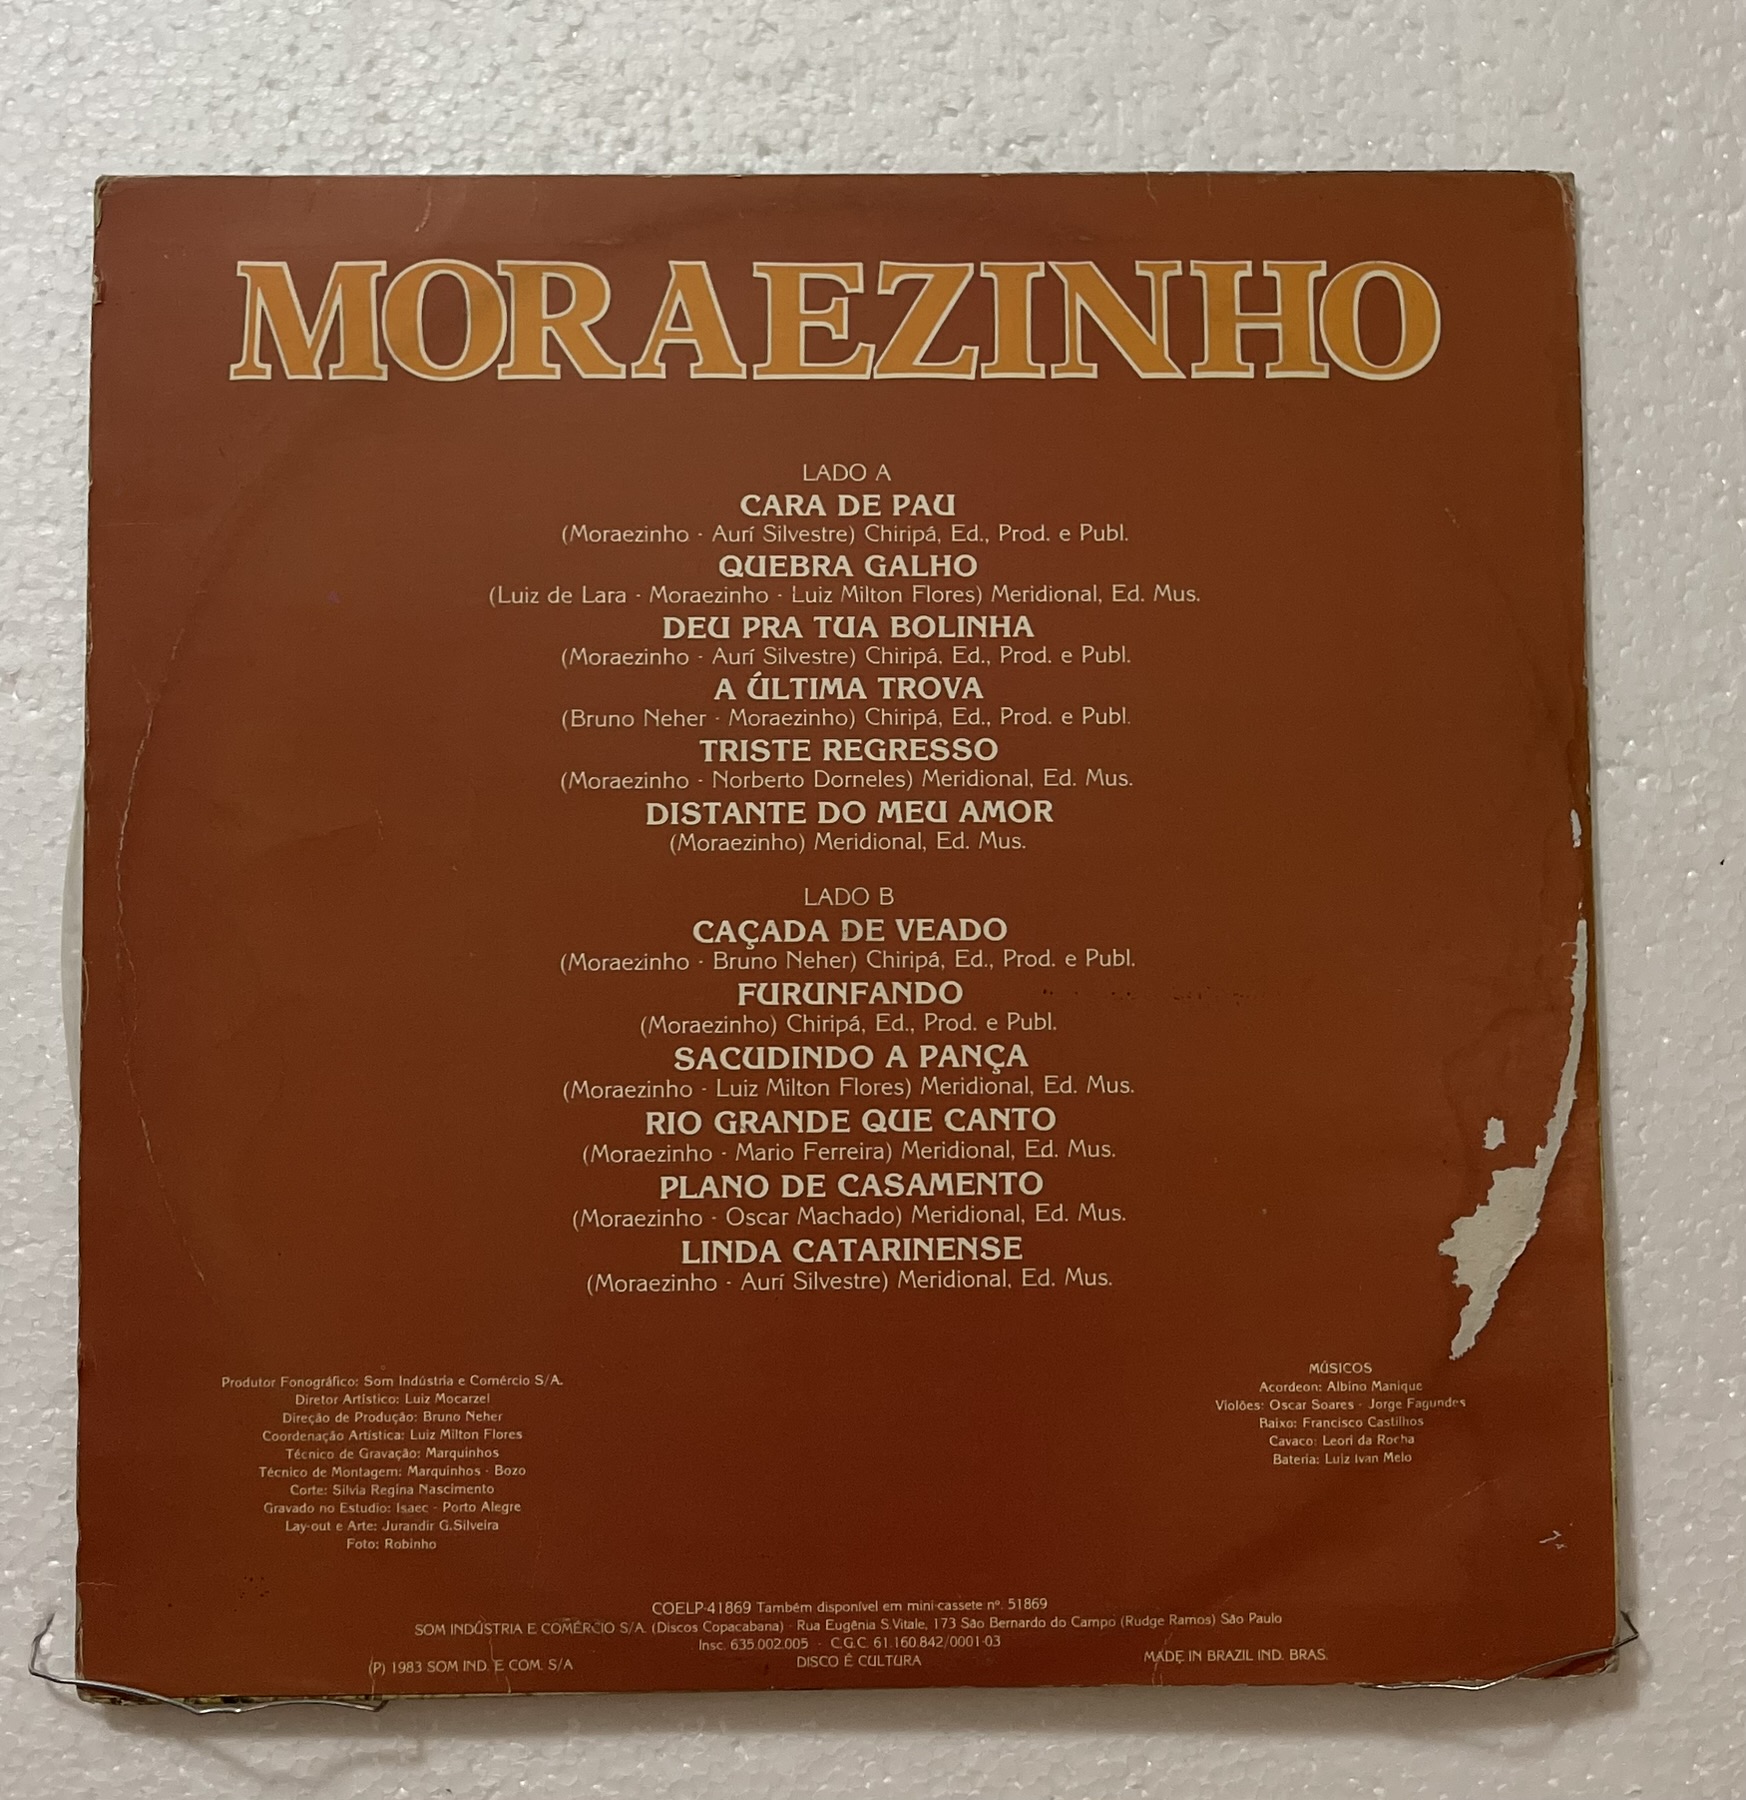 MORAEZINHO
LADO A
CARA DE PAU
(Moraezinho - Aurí Silvestre) Chiripá, Ed., Prod. e Publ.
QUEBRA GALHO
(Luiz de Lara - Moraezinho - Luiz Milton Flores) Meridional, Ed. Mus.
DEU PRA TUA BOLINHA
(Moraezinho - Aurí Silvestre) Chiripá, Ed., Prod. e Publ.
A ÚLTIMA TROVA
(Bruno Neher - Moraezinho) Chiripá, Ed., Prod. e Publ.
TRISTE REGRESSO
(Moraezinho - Norberto Dorneles) Meridional, Ed. Mus.
DISTANTE DO MEU AMOR
(Moraezinho) Meridional, Ed. Mus.
LADO B
CAÇADA DE VEADO
(Moraezinho - Bruno Neher) Chiripá, Ed., Prod. e Publ.
FURUNFANDO
(Moraezinho) Chiripá, Ed., Prod. e Publ.
SACUDINDO A PANÇA
(Moraezinho - Luiz Milton Flores) Meridional, Ed. Mus.
RIO GRANDE QUE CANTO
(Moraezinho - Mario Ferreira) Meridional, Ed. Mus.
PLANO DE CASAMENTO
(Moraezinho - Oscar Machado) Meridional, Ed. Mus.
LINDA CATARINENSE
(Moraezinho - Aurí Silvestre) Meridional, Ed. Mus.
Produtor Fonográfico: Som Indústria e Comércio S/A.
Diretor Artístico: Luiz Mocarzel
Direção de Produção: Bruno Neher
Coordenação Artística: Luiz Milton Flores
Técnico de Gravação: Marquinhos
Técnico de Montagem: Marquinhos - Bozo
Corte: Silvia Regina Nascimento
Gravado no Estudio: Isaec - Porto Alegre
Lay-out e Arte: Jurandir G.Silveira
Foto: Robinho
MÚSICOS
Acordeon: Albino Manique
Violões: Oscar Soares - Jorge Fagundes
Baixo: Francisco Castilhos
Cavaco: Leori da Rocha
Bateria: Luiz Ivan Melo
COELP-41869 Também disponível em mini-cassete nº. 51869
SOM INDÚSTRIA E COMÉRCIO S/A. (Discos Copacabana) - Rua Eugênia S.Vitale, 173 São Bernardo do Campo (Rudge Ramos) São Paulo
Insc. 635.002.005 - C.G.C. 61.160.842/0001-03
(P) 1983 SOM IND. E COM. S/A
DISCO É CULTURA
MADE IN BRAZIL IND. BRAS.